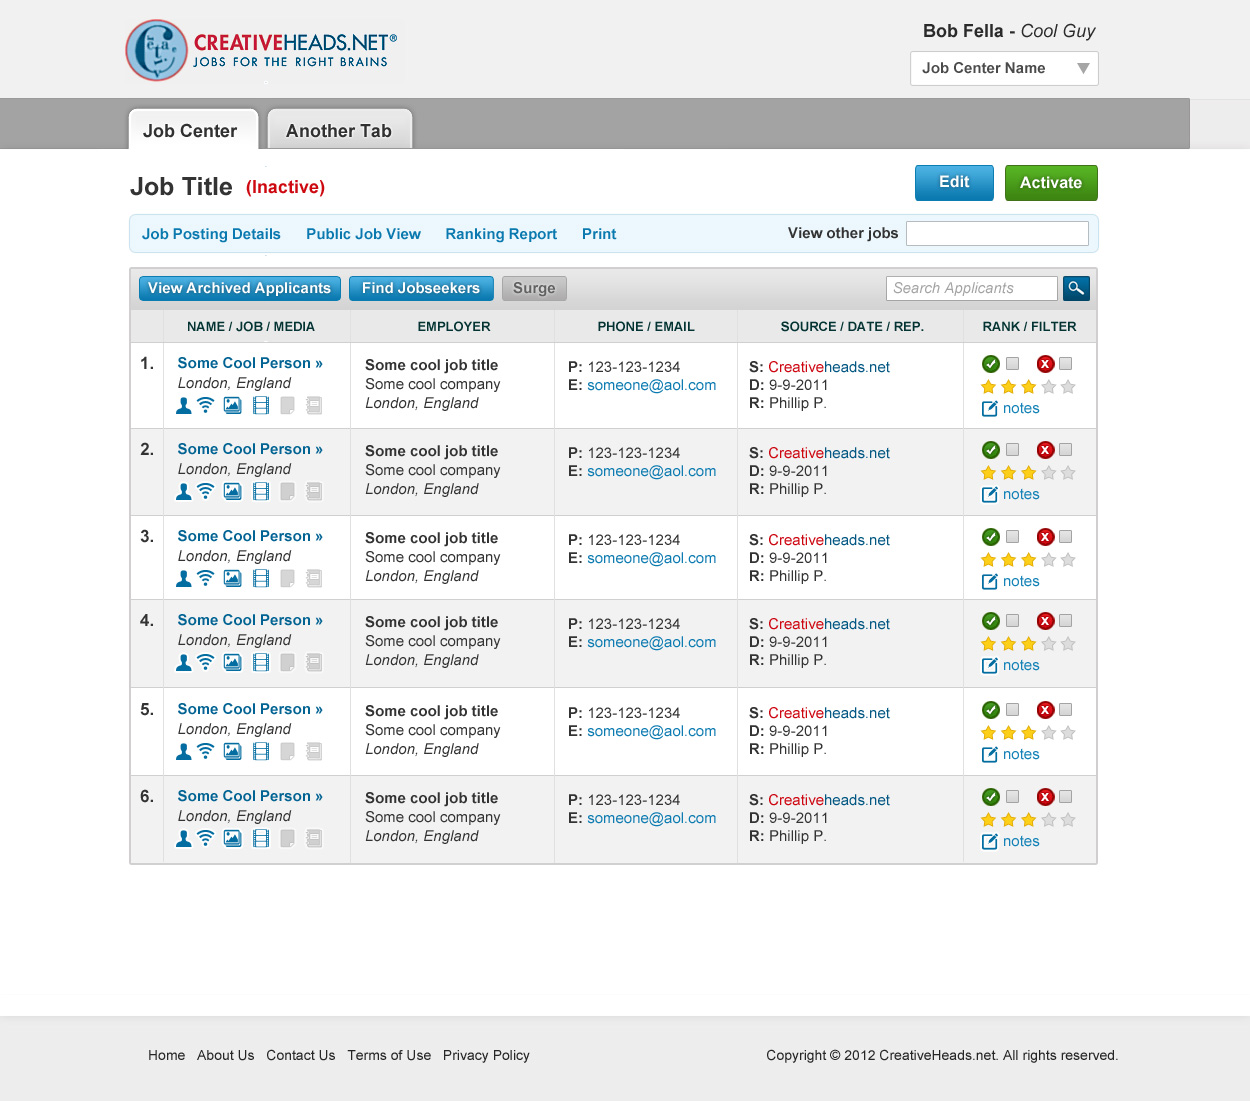 CREATIVEHEADS.NET®
JOBS FOR THE RIGHT BRAINS
Bob Fella - Cool Guy
Job Center Name
Job Center
Another Tab
Job Title (Inactive)
Edit
Activate
Job Posting Details
Public Job View
Ranking Report
Print
View other jobs
View Archived Applicants
Find Jobseekers
Surge
Search Applicants
NAME / JOB / MEDIA
EMPLOYER
PHONE / EMAIL
SOURCE / DATE / REP.
RANK / FILTER
1.
Some Cool Person »
London, England
Some cool job title
Some cool company
London, England
P: 123-123-1234
E: someone@aol.com
S: Creativeheads.net
D: 9-9-2011
R: Phillip P.
notes
2.
Some Cool Person »
London, England
Some cool job title
Some cool company
London, England
P: 123-123-1234
E: someone@aol.com
S: Creativeheads.net
D: 9-9-2011
R: Phillip P.
notes
3.
Some Cool Person »
London, England
Some cool job title
Some cool company
London, England
P: 123-123-1234
E: someone@aol.com
S: Creativeheads.net
D: 9-9-2011
R: Phillip P.
notes
4.
Some Cool Person »
London, England
Some cool job title
Some cool company
London, England
P: 123-123-1234
E: someone@aol.com
S: Creativeheads.net
D: 9-9-2011
R: Phillip P.
notes
5.
Some Cool Person »
London, England
Some cool job title
Some cool company
London, England
P: 123-123-1234
E: someone@aol.com
S: Creativeheads.net
D: 9-9-2011
R: Phillip P.
notes
6.
Some Cool Person »
London, England
Some cool job title
Some cool company
London, England
P: 123-123-1234
E: someone@aol.com
S: Creativeheads.net
D: 9-9-2011
R: Phillip P.
notes
Home
About Us
Contact Us
Terms of Use
Privacy Policy
Copyright © 2012 CreativeHeads.net. All rights reserved.